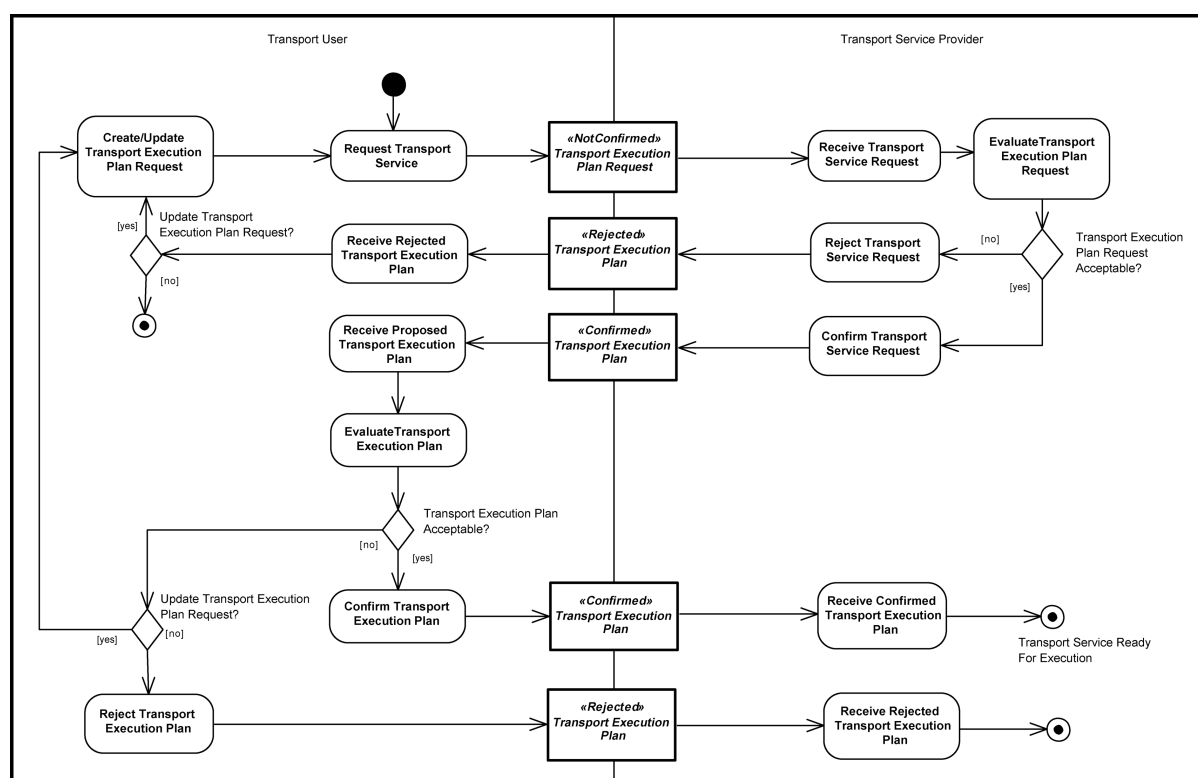 Transport User
Transport Service Provider
Create/Update
Transport Execution
Plan Request
Request Transport
Service
«NotConfirmed»
Transport Execution
Plan Request
Receive Transport
Service Request
EvaluateTransport
Execution Plan
Request
[yes]
Update Transport
Execution Plan Request?
[no]
Receive Rejected
Transport Execution
Plan
«Rejected»
Transport Execution
Plan
Reject Transport
Service Request
[no]
Transport Execution
Plan Request
Acceptable?
[yes]
Receive Proposed
Transport Execution
Plan
«Confirmed»
Transport Execution
Plan
Confirm Transport
Service Request
EvaluateTransport
Execution Plan
Transport Execution Plan
Acceptable?
[no]
[yes]
Update Transport Execution
Plan Request?
[yes]
[no]
Confirm Transport
Execution Plan
«Confirmed»
Transport Execution
Plan
Receive Confirmed
Transport Execution
Plan
Transport Service Ready
For Execution
Reject Transport
Execution Plan
«Rejected»
Transport Execution
Plan
Receive Rejected
Transport Execution
Plan